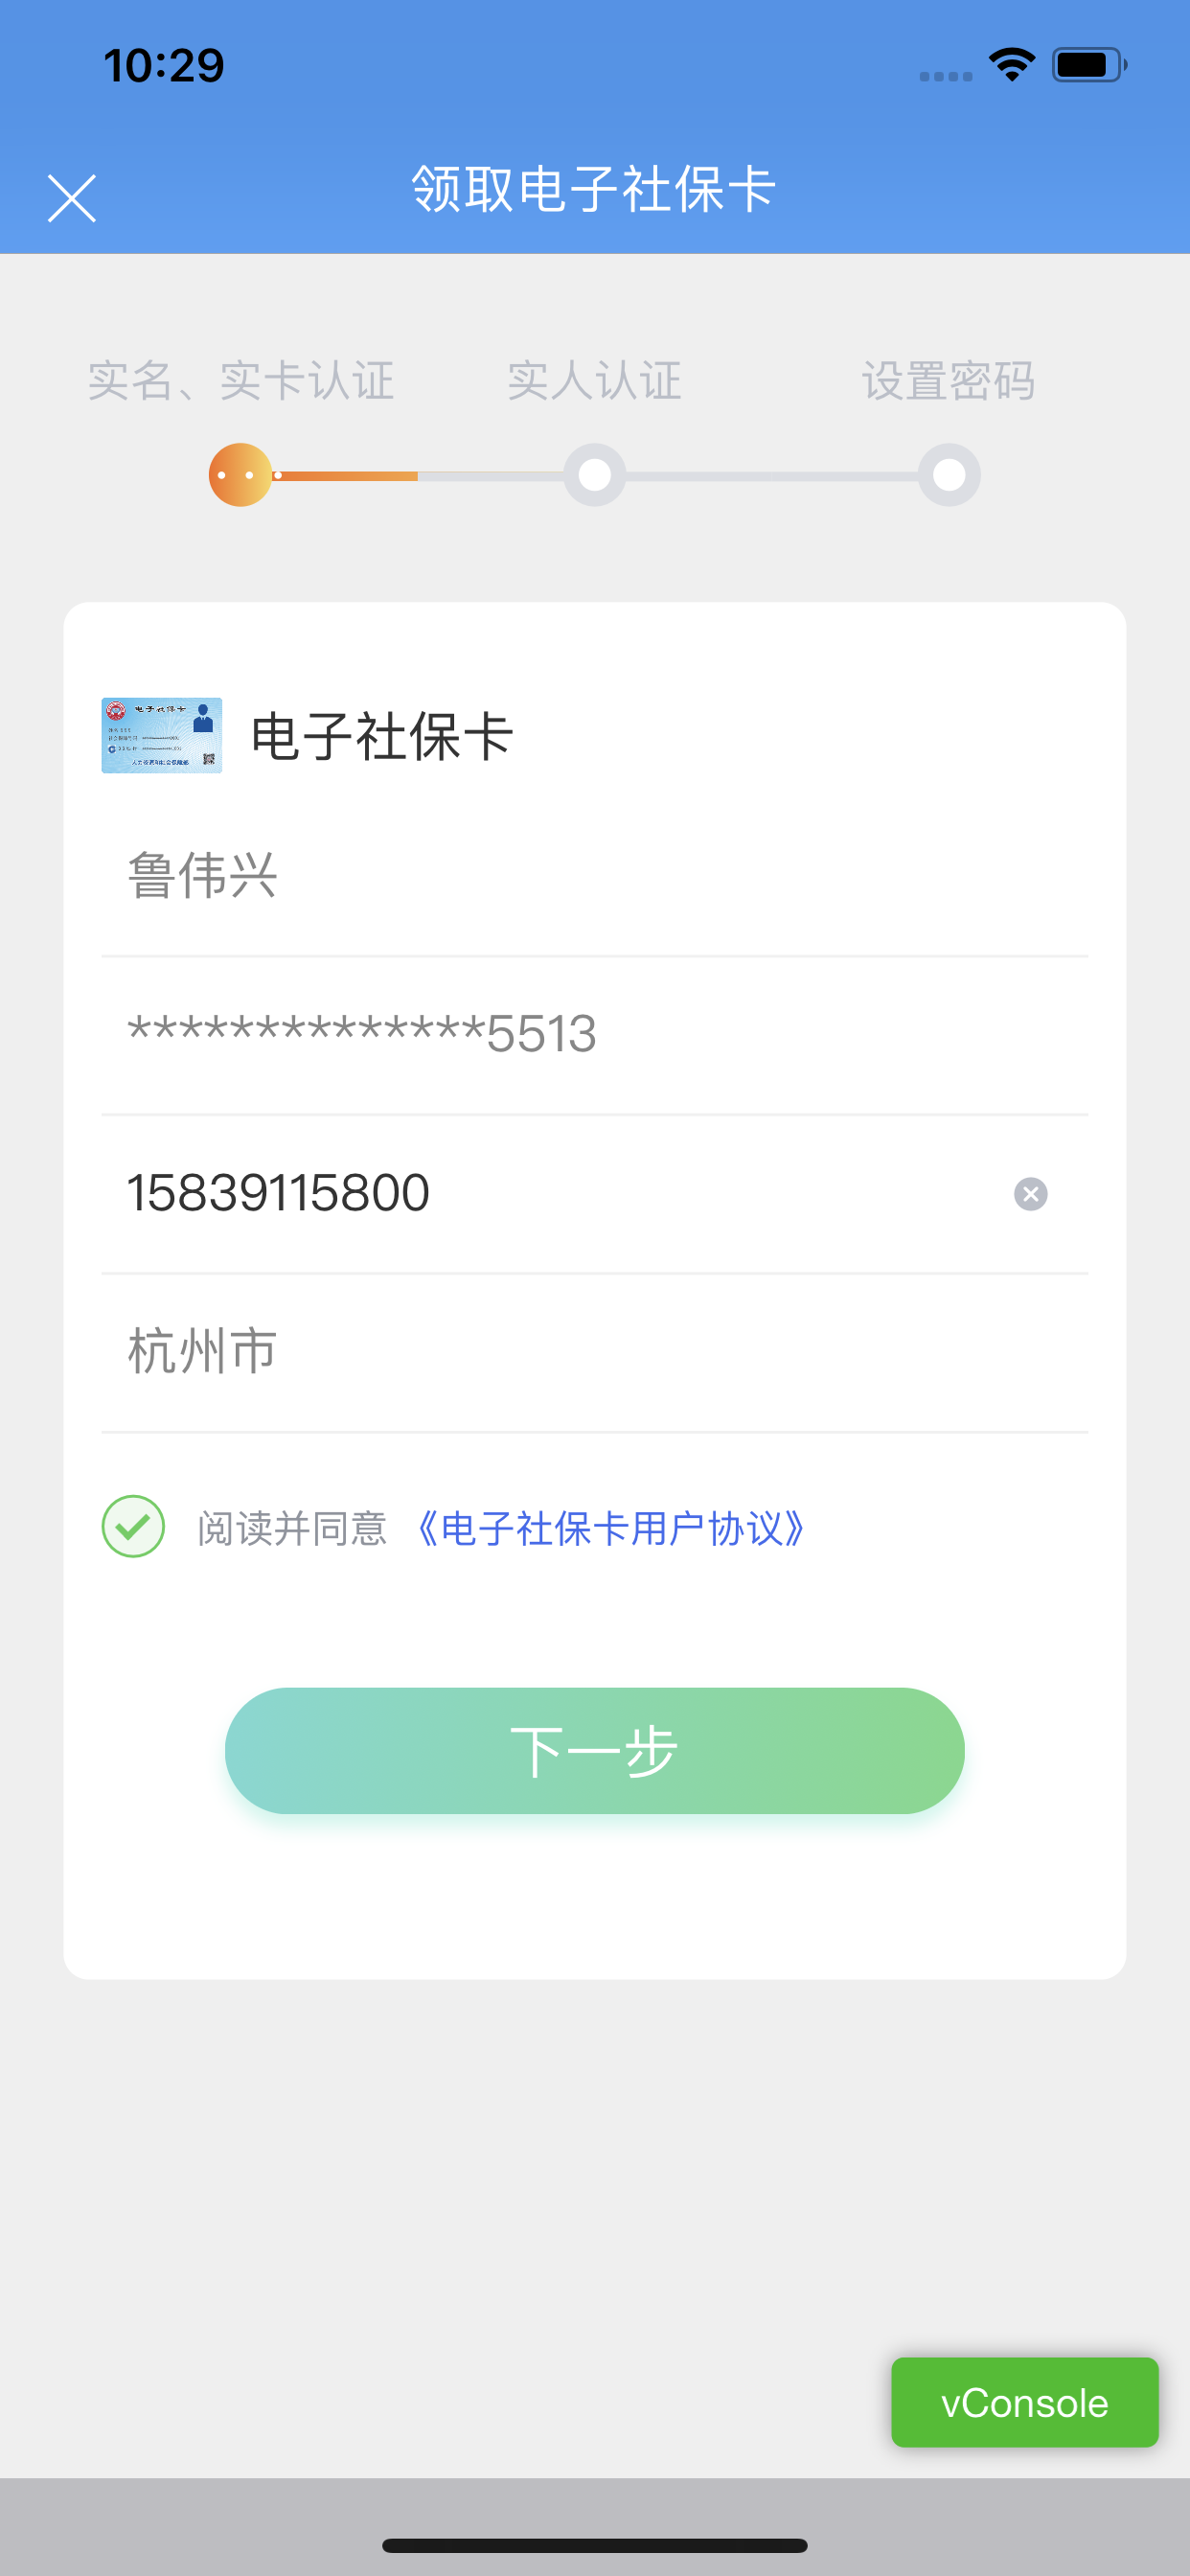 10:29
领取电子社保卡
实名、实卡认证 实人认证 设置密码
电子社保卡
鲁伟兴
**************5513
15839115800
杭州市
阅读并同意 《电子社保卡用户协议》
下一步
vConsole